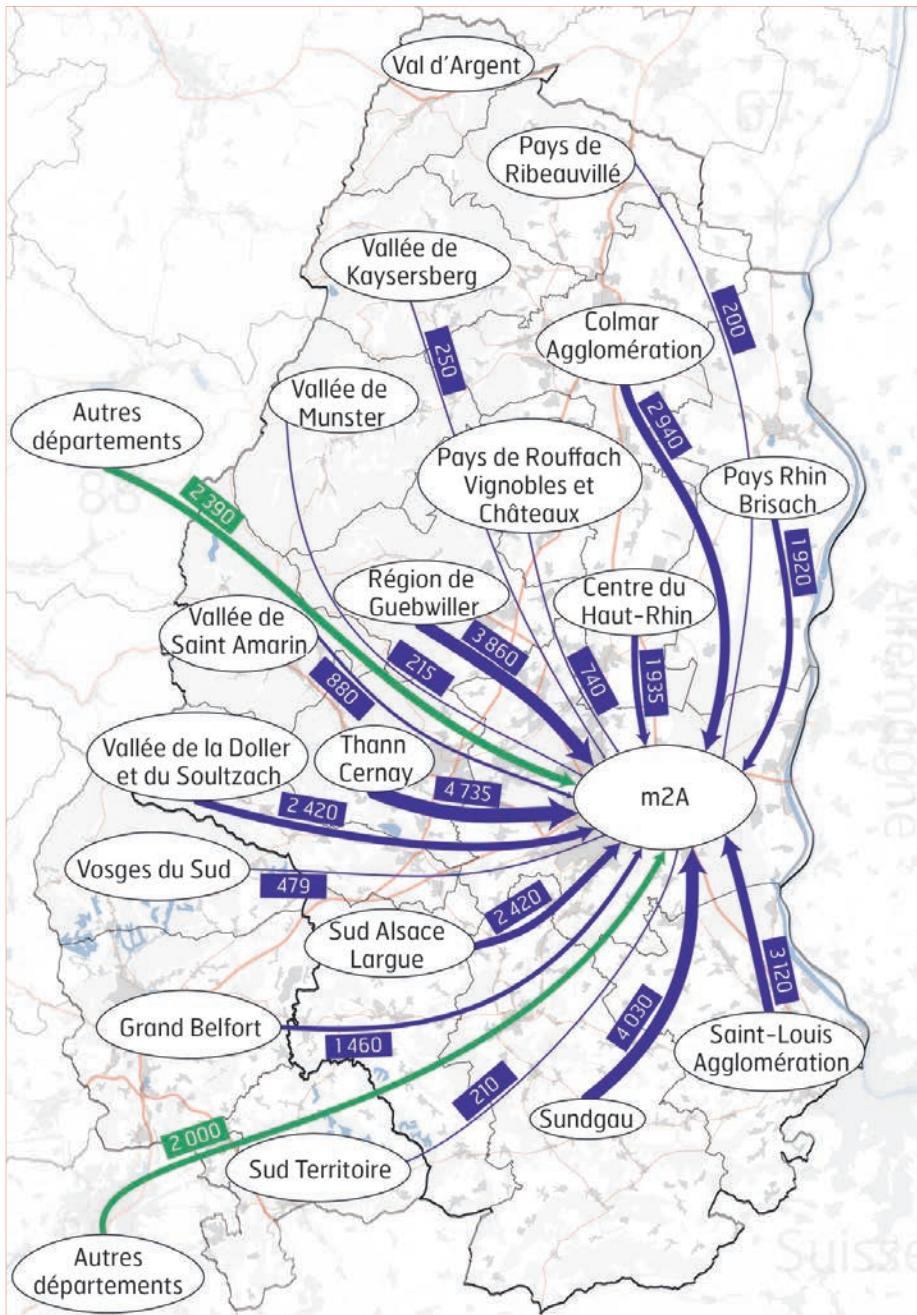 Val d'Argent
67
Pays de
Ribeauvillé
Vallée de
Kaysersberg
200
Colmar
Agglomération
250
Vallée de
Munster
2 940
Autres
départements
Pays de Rouffach
Vignobles et
Châteaux
Pays Rhin
Brisach
88
2 390
1 920
Région de
Guebwiller
Centre du
Haut-Rhin
Allemagne
Vallée de
Saint Amarin
3 860
215
740
1 935
880
Vallée de la Doller
et du Soultzach
Thann
Cernay
4 735
m2A
2 420
Vosges du Sud
479
2 420
Sud Alsace
Largue
3 120
4 030
Grand Belfort
1 460
Saint-Louis
Agglomération
210
Sundgau
2 000
Sud Territoire
Suisse
Autres
départements